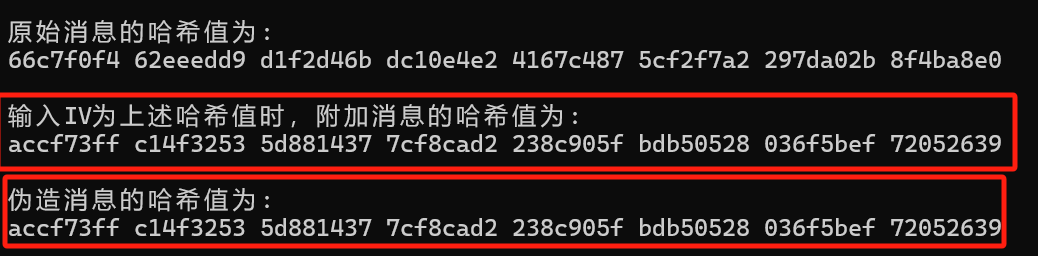 原始消息的哈希值为:
66c7f0f4 62eeedd9 d1f2d46b dc10e4e2 4167c487 5cf2f7a2 297da02b 8f4ba8e0
输入IV为上述哈希值时，附加消息的哈希值为:
accf73ff c14f3253 5d881437 7cf8cad2 238c905f bdb50528 036f5bef 72052639
伪造消息的哈希值为:
accf73ff c14f3253 5d881437 7cf8cad2 238c905f bdb50528 036f5bef 72052639